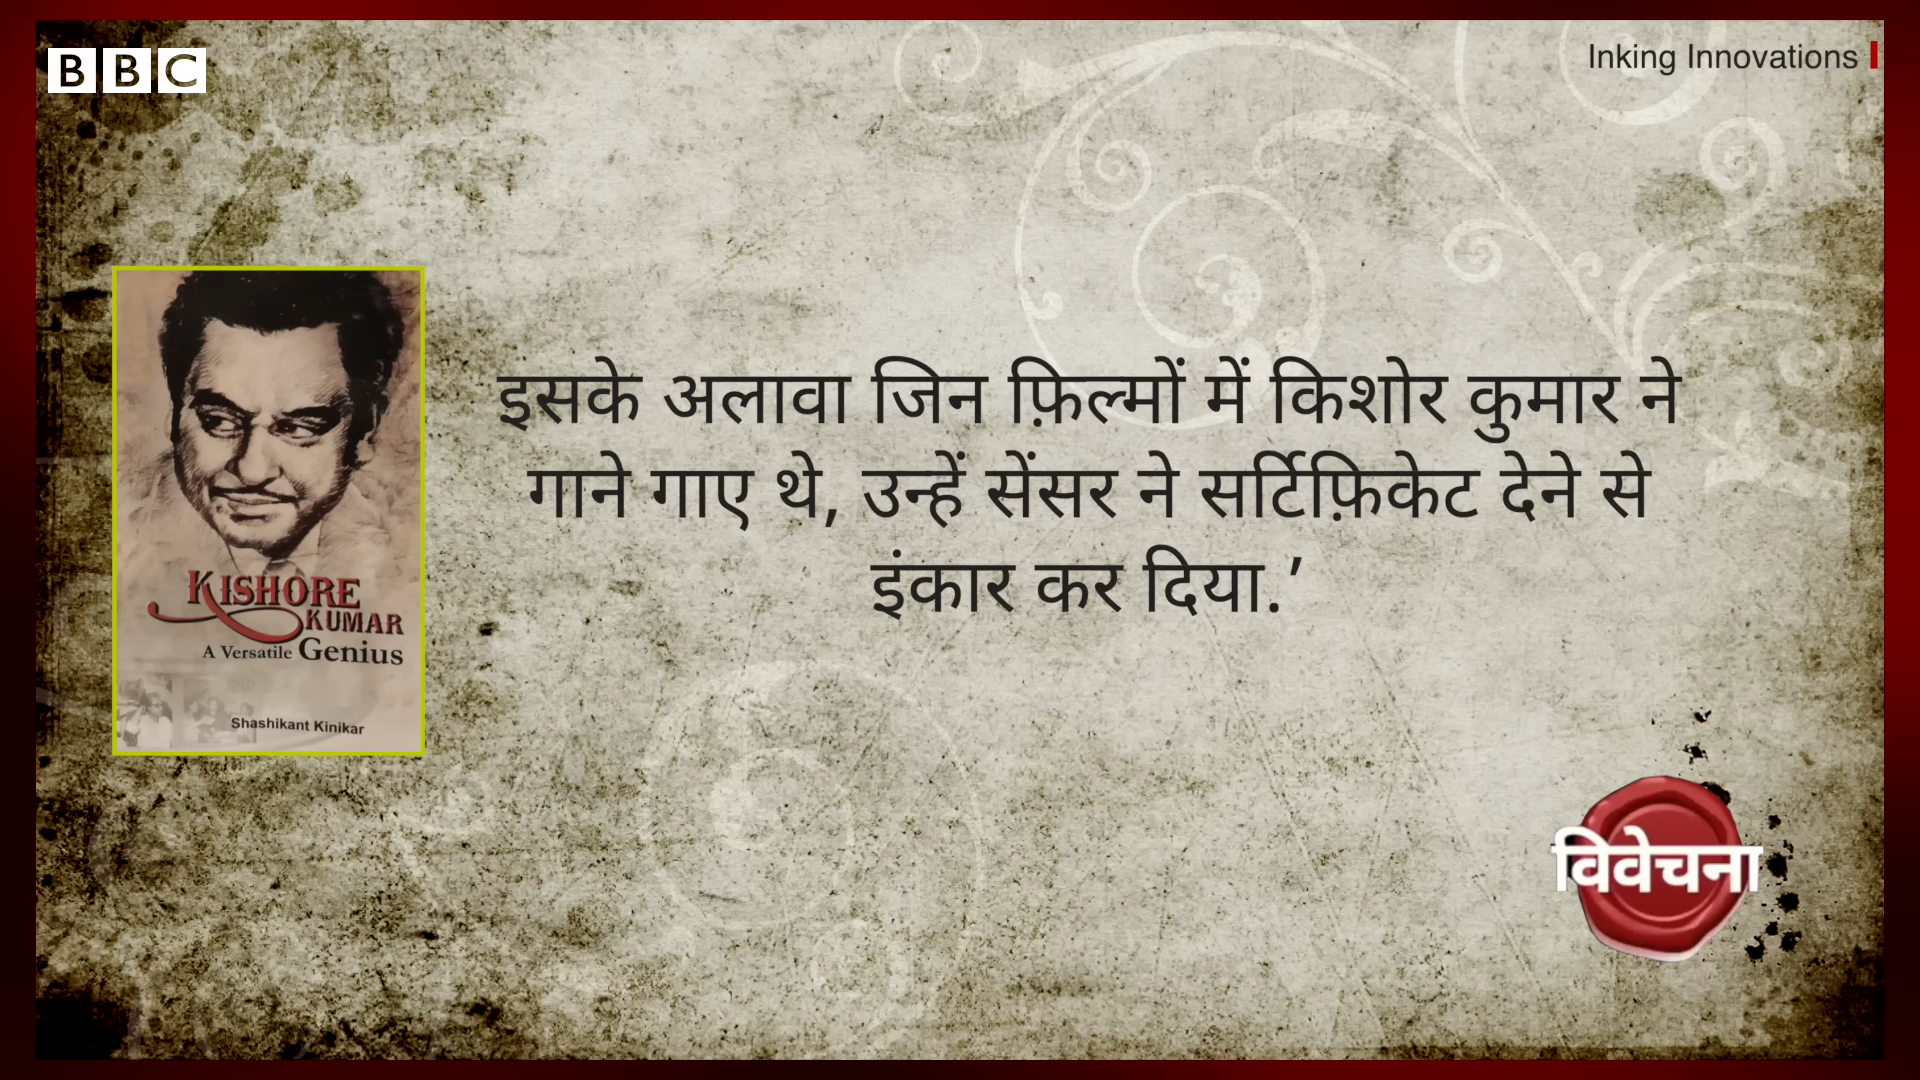 BBC
Inking Innovations
इसके अलावा जिन फ़िल्मों में किशोर कुमार ने
गाने गाए थे, उन्हें सेंसर ने सर्टिफ़िकेट देने से
इंकार कर दिया.’
KISHORE
KUMAR
A Versatile Genius
Shashikant Kinikar
विवेचना